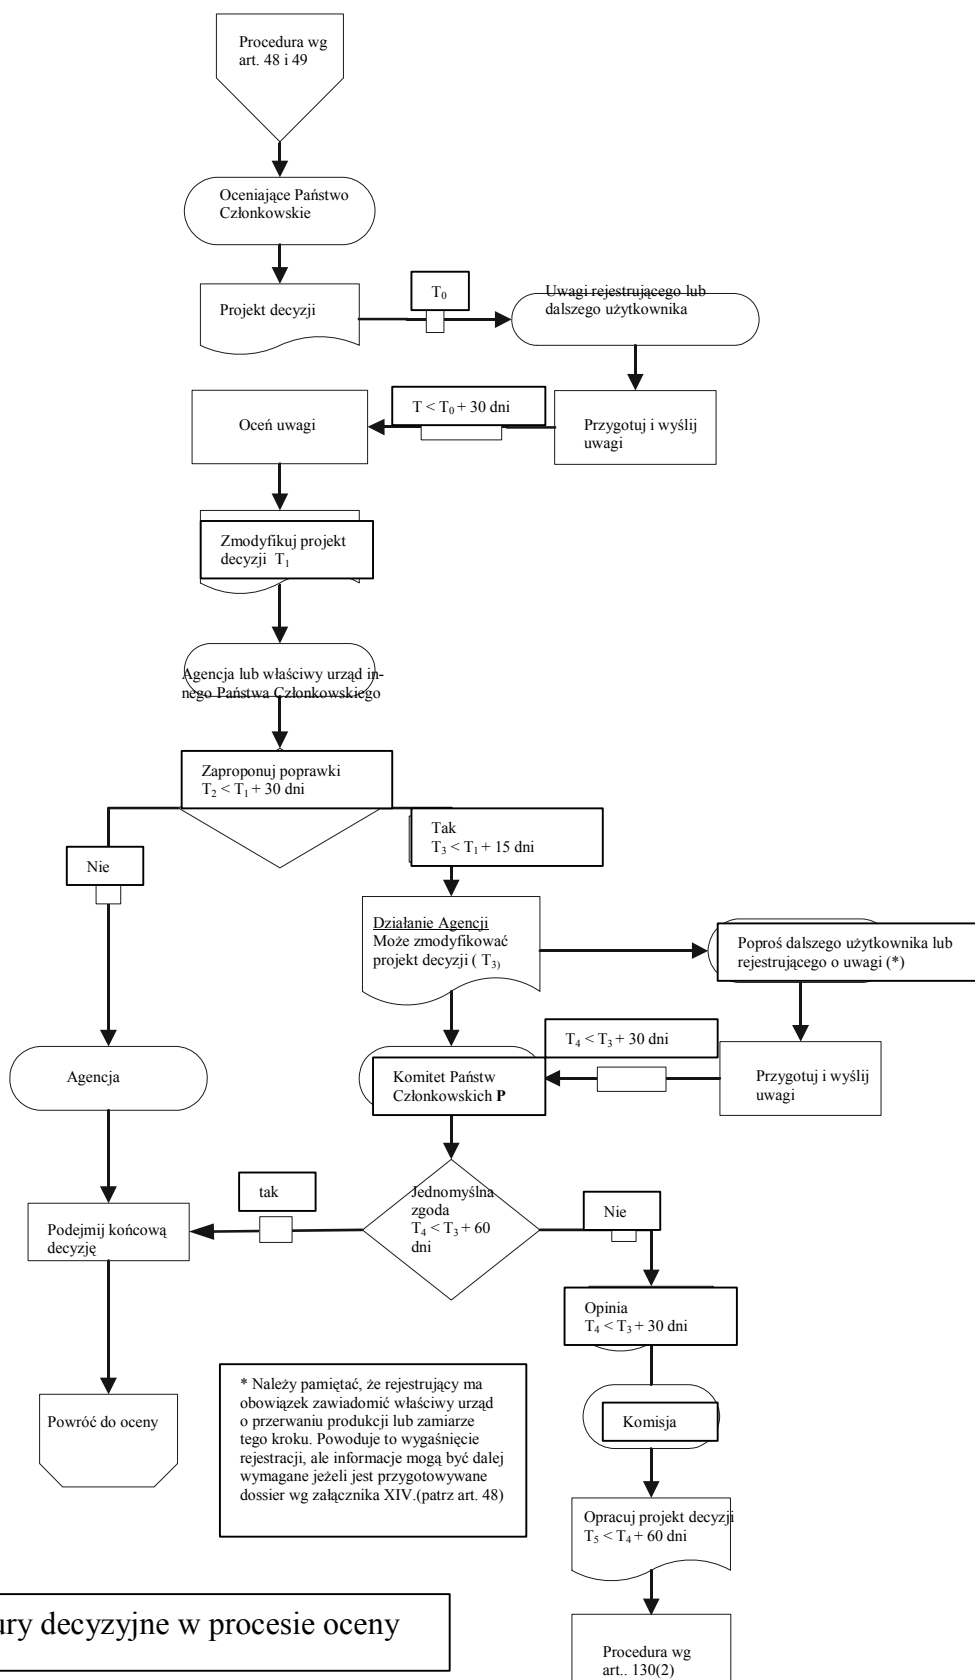 Procedura wg
art. 48 i 49
Oceniające Państwo
Członkowskie
Projekt decyzji
T₀
Uwagi rejestrującego lub
dalszego użytkownika
Oceń uwagi
T < T₀ + 30 dni
Przygotuj i wyślij
uwagi
Zmodyfikuj projekt
decyzji T₁
Agencja lub właściwy urząd in-
nego Państwa Członkowskiego
Zaproponuj poprawki
T₂ < T₁ + 30 dni
Tak
T₃ < T₁ + 15 dni
Nie
Działanie Agencji
Może zmodyfikować
projekt decyzji ( T₃)
Poproś dalszego użytkownika lub
rejestrującego o uwagi (*)
T₄ < T₃ + 30 dni
Agencja
Komitet Państw
Członkowskich P
Przygotuj i wyślij
uwagi
tak
Jednomyślna
zgoda
T₄ < T₃ + 60
dni
Nie
Podejmij końcową
decyzję
Opinia
T₄ < T₃ + 30 dni
* Należy pamiętać, że rejestrujący ma
obowiązek zawiadomić właściwy urząd
o przerwaniu produkcji lub zamiarze
tego kroku. Powoduje to wygaśnięcie
rejestracji, ale informacje mogą być dalej
wymagane jeżeli jest przygotowywane
dossier wg załącznika XIV.(patrz art. 48)
Powróć do oceny
Komisja
Opracuj projekt decyzji
T₅ < T₄ + 60 dni
ury decyzyjne w procesie oceny
Procedura wg
art.. 130(2)